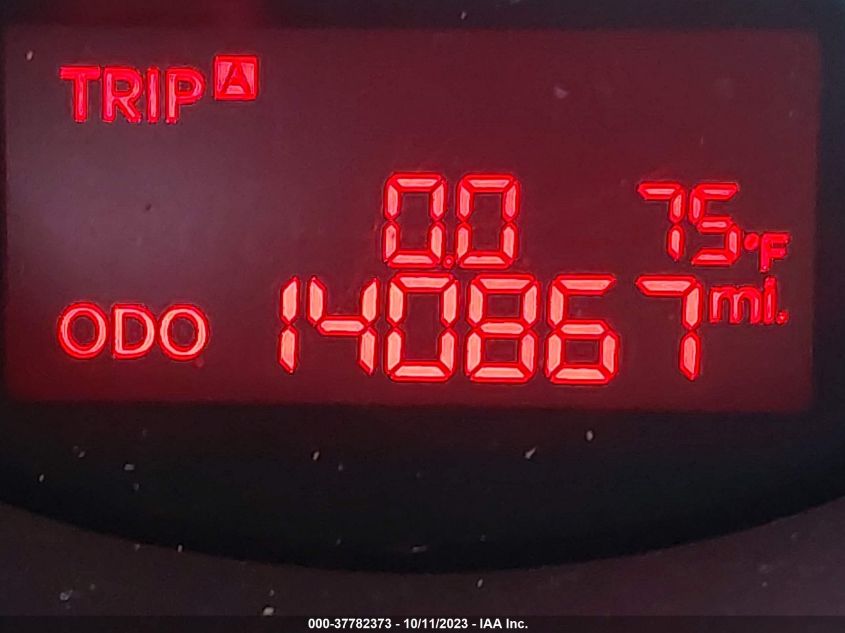 TRIP A
0.0 75°F
ODO 140867 mi.
000-37782373 - 10/11/2023 - IAA Inc.